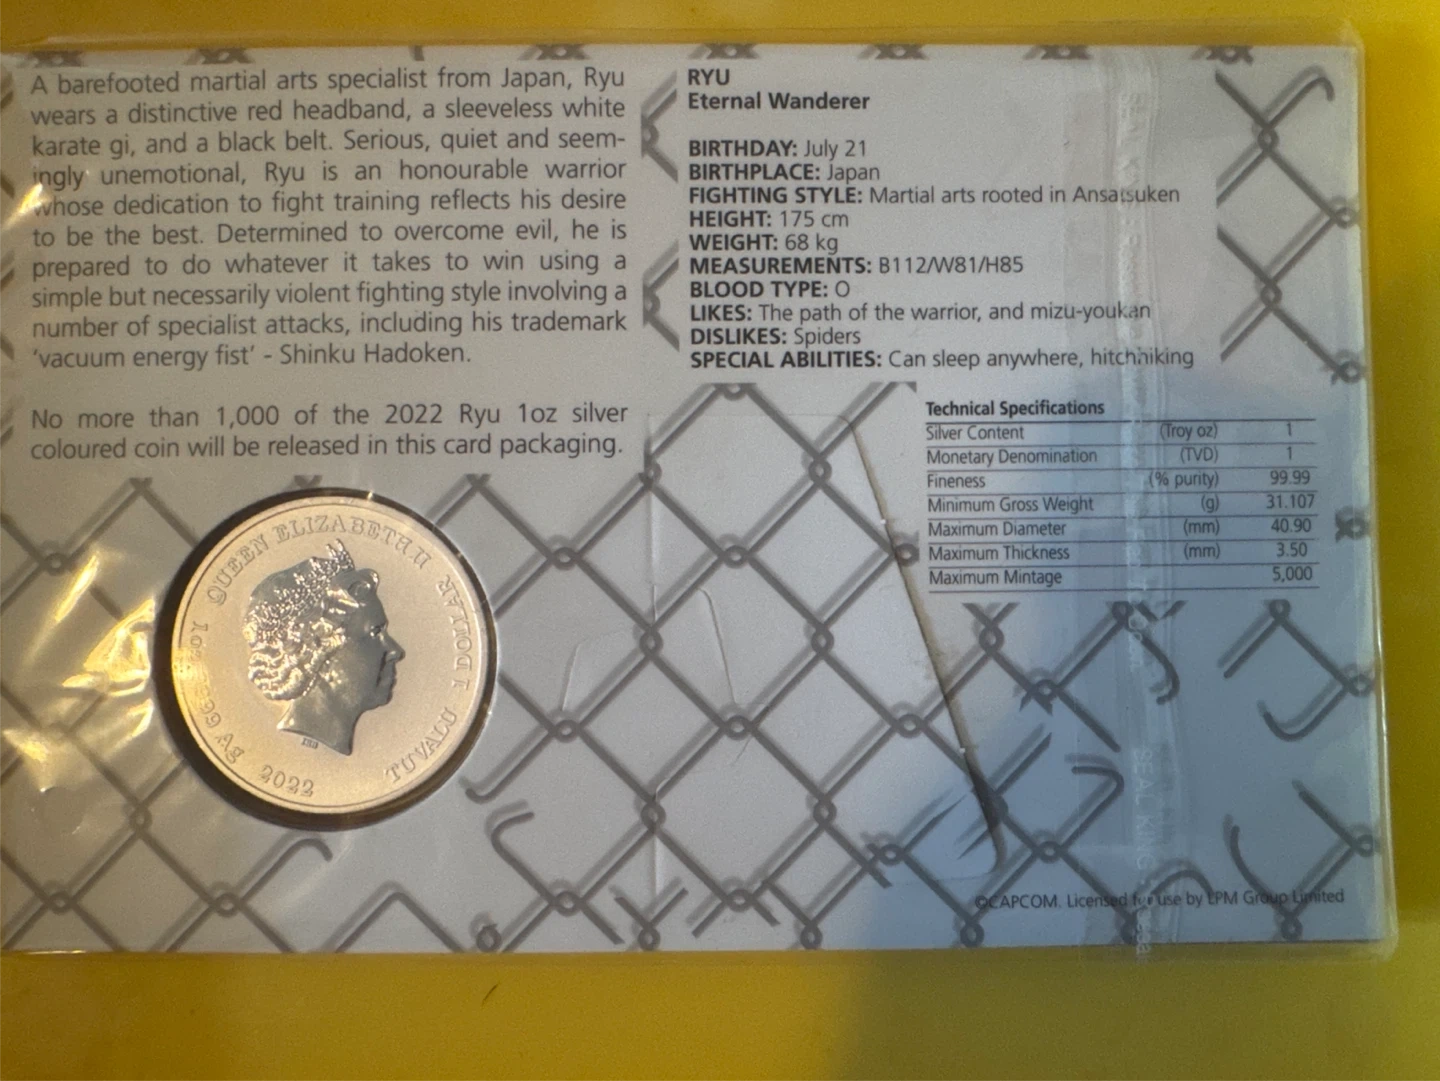 A barefooted martial arts specialist from Japan, Ryu
wears a distinctive red headband, a sleeveless white
karate gi, and a black belt. Serious, quiet and seem-
ingly unemotional, Ryu is an honourable warrior
whose dedication to fight training reflects his desire
to be the best. Determined to overcome evil, he is
prepared to do whatever it takes to win using a
simple but necessarily violent fighting style involving a
number of specialist attacks, including his trademark
‘vacuum energy fist’ - Shinku Hadoken.
No more than 1,000 of the 2022 Ryu 1oz silver
coloured coin will be released in this card packaging.
RYU
Eternal Wanderer
BIRTHDAY: July 21
BIRTHPLACE: Japan
FIGHTING STYLE: Martial arts rooted in Ansatsuken
HEIGHT: 175 cm
WEIGHT: 68 kg
MEASUREMENTS: B112/W81/H85
BLOOD TYPE: O
LIKES: The path of the warrior, and mizu-youkan
DISLIKES: Spiders
SPECIAL ABILITIES: Can sleep anywhere, hitchhiking
Technical Specifications
Silver Content (Troy oz) 1
Monetary Denomination (TVD) 1
Fineness (% purity) 99.99
Minimum Gross Weight (g) 31.107
Maximum Diameter (mm) 40.90
Maximum Thickness (mm) 3.50
Maximum Mintage 5,000
QUEEN ELIZABETH II
1 DOLLAR
TUVALU
2022
1oz 9999 Ag
IRB
SEAL KING
©CAPCOM. Licensed for use by LPM Group Limited